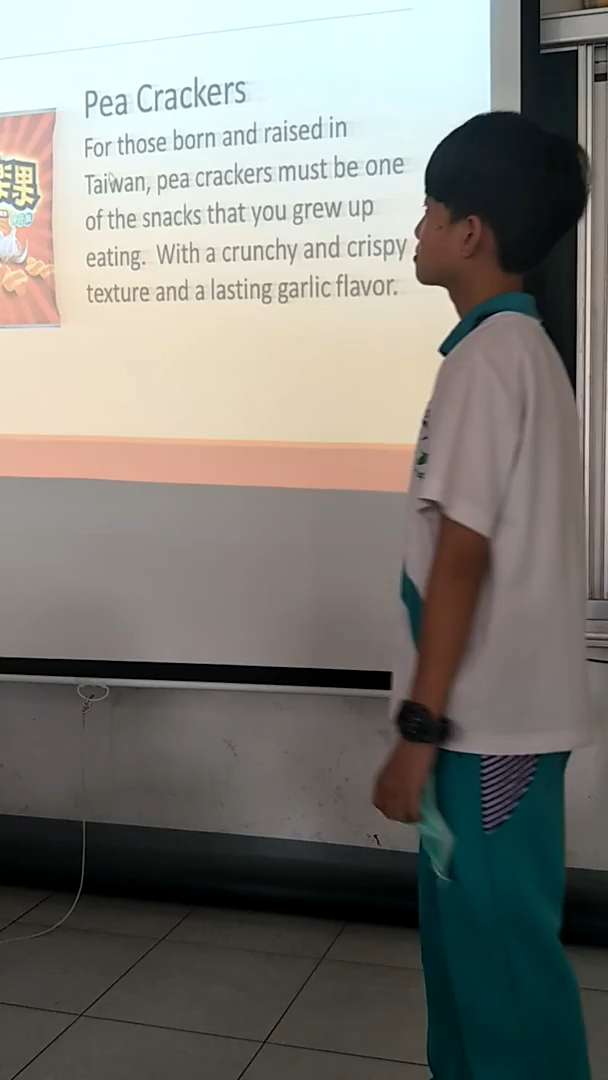 Pea Crackers
For those born and raised in
Taiwan, pea crackers must be one
of the snacks that you grew up
eating. With a crunchy and crispy
texture and a lasting garlic flavor.
果